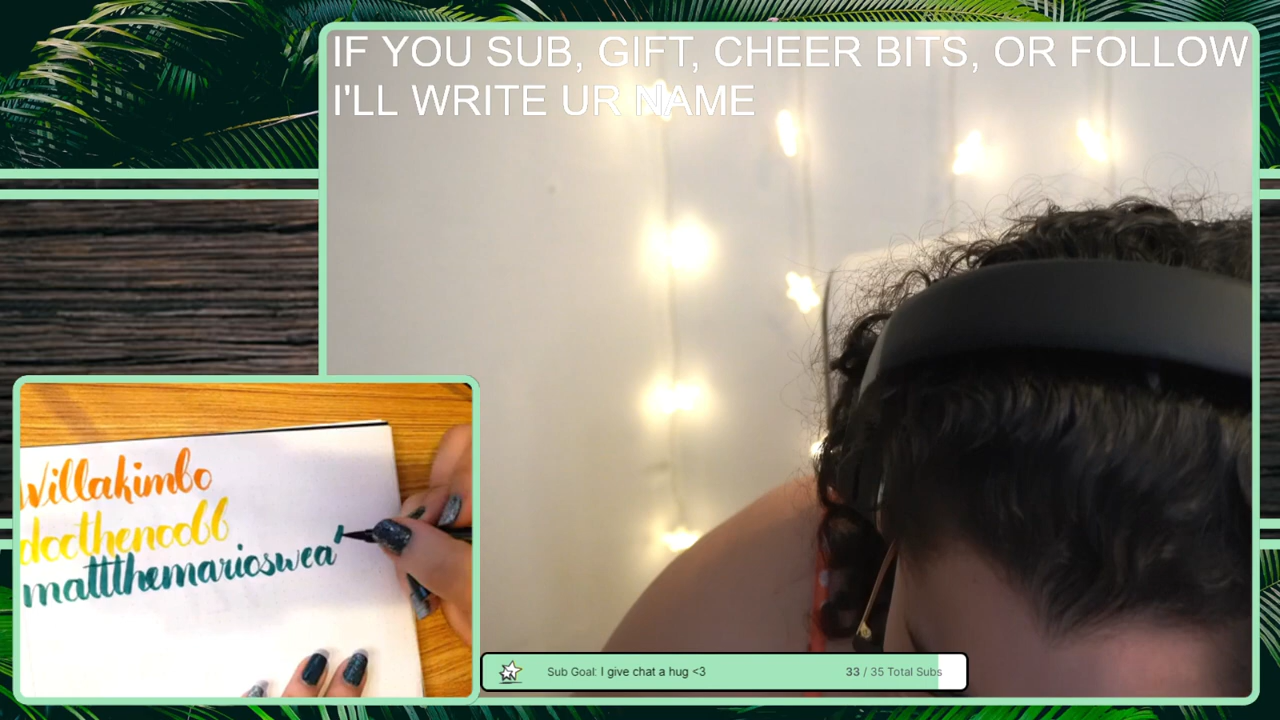 IF YOU SUB, GIFT, CHEER BITS, OR FOLLOW
I'LL WRITE UR NAME
willakimbo
docthenoobb
mattthemarioswea
Sub Goal: I give chat a hug <3
33 / 35 Total Subs